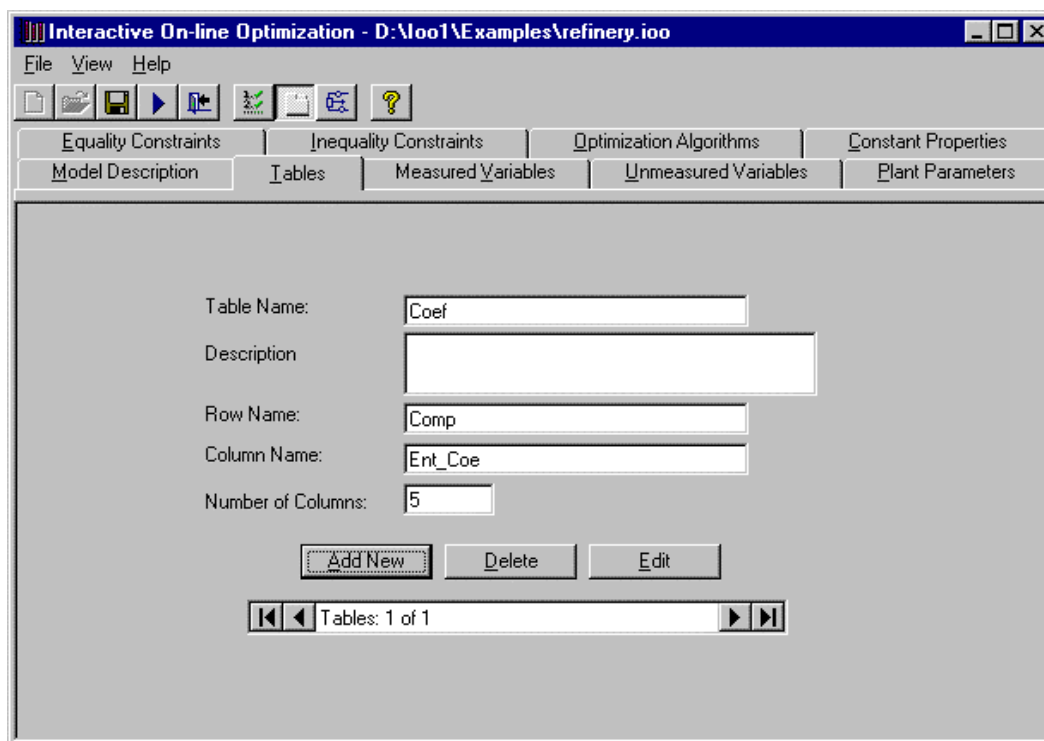 Interactive On-line Optimization - D:\Ioo1\Examples\refinery.ioo
File View Help
Equality Constraints Inequality Constraints Optimization Algorithms Constant Properties
Model Description Tables Measured Variables Unmeasured Variables Plant Parameters
Table Name: Coef
Description
Row Name: Comp
Column Name: Ent_Coe
Number of Columns: 5
Add New Delete Edit
Tables: 1 of 1